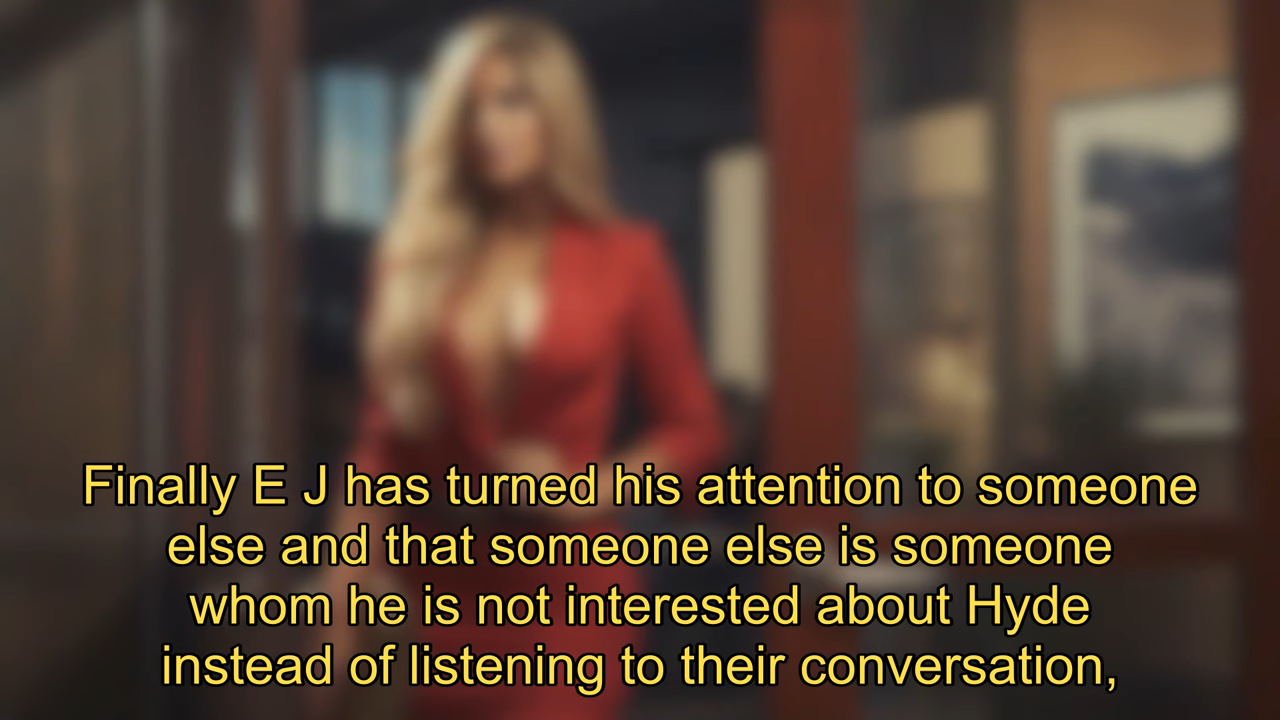 Finally E J has turned his attention to someone
else and that someone else is someone
whom he is not interested about Hyde
instead of listening to their conversation,